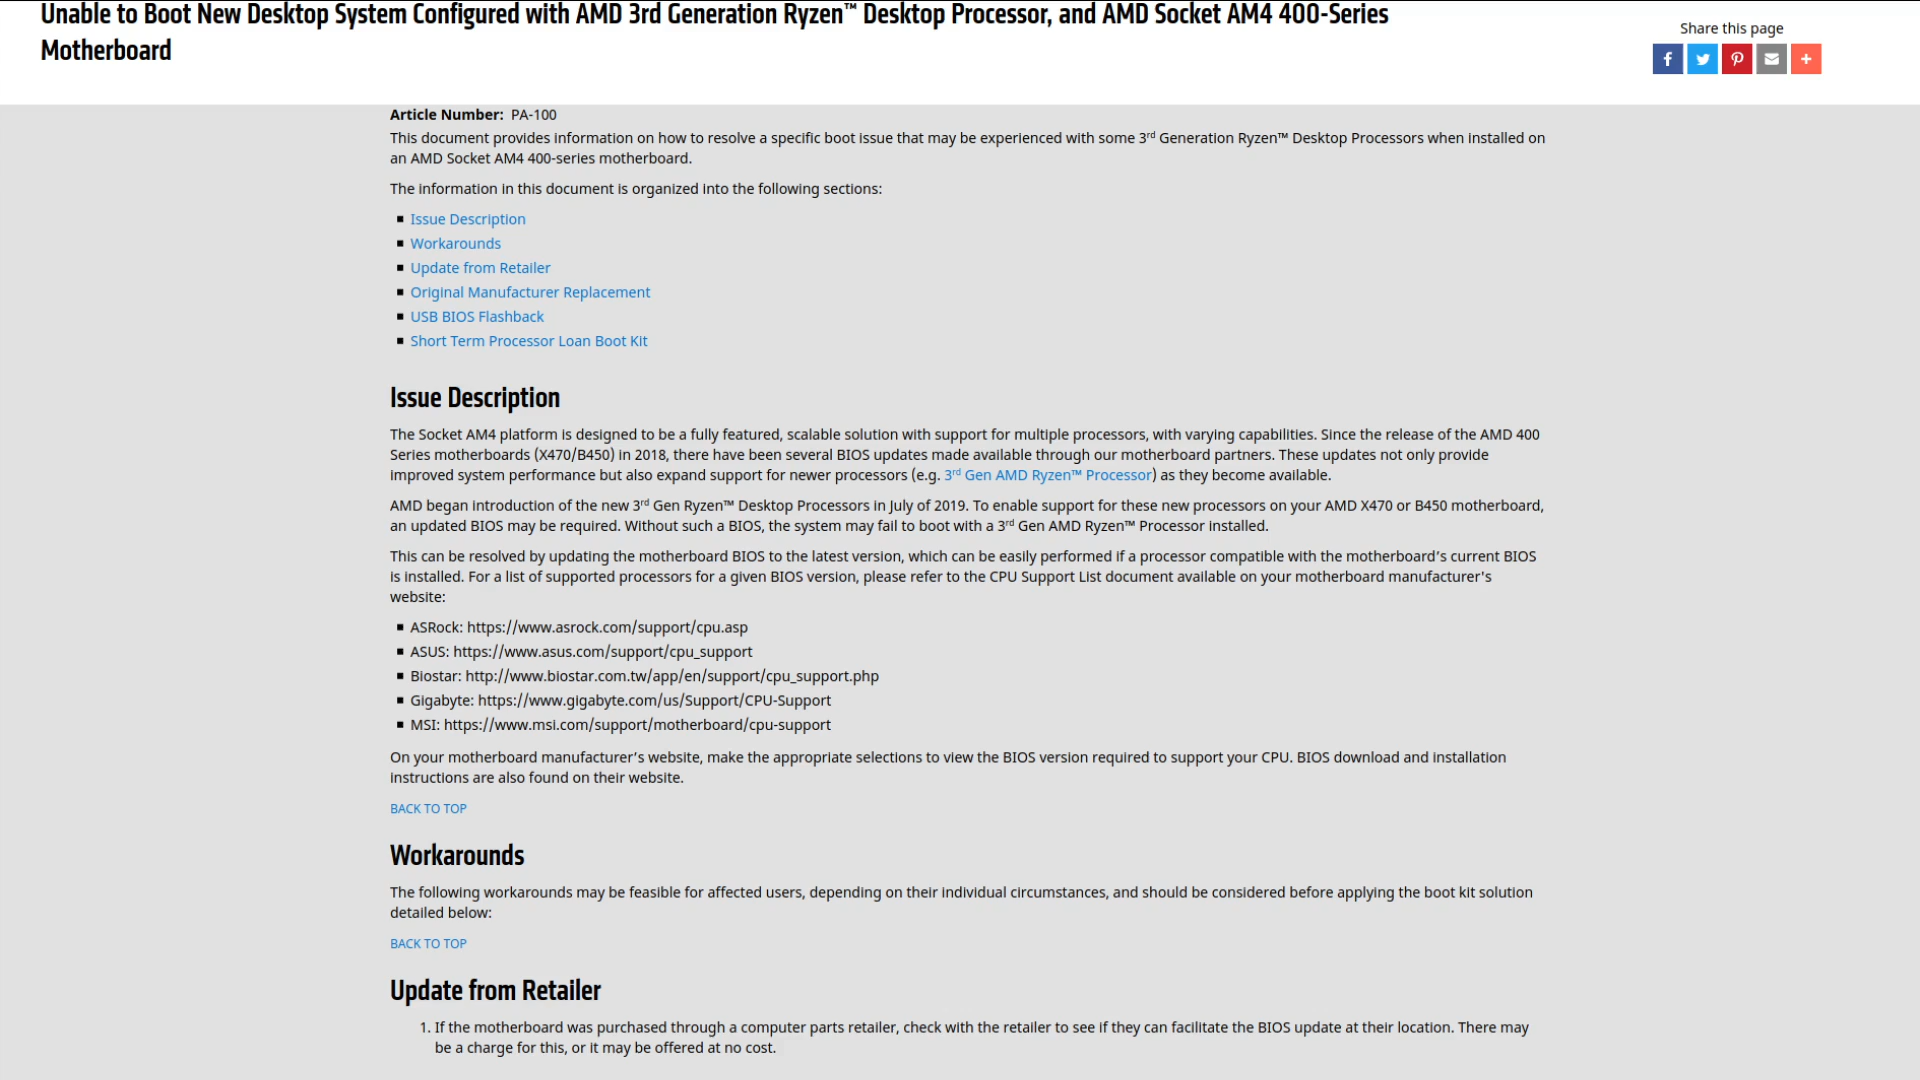 Unable to Boot New Desktop System Configured with AMD 3rd Generation Ryzen™ Desktop Processor, and AMD Socket AM4 400-Series
Motherboard
Share this page
Article Number: PA-100
This document provides information on how to resolve a specific boot issue that may be experienced with some 3rd Generation Ryzen™ Desktop Processors when installed on
an AMD Socket AM4 400-series motherboard.
The information in this document is organized into the following sections:
Issue Description
Workarounds
Update from Retailer
Original Manufacturer Replacement
USB BIOS Flashback
Short Term Processor Loan Boot Kit
Issue Description
The Socket AM4 platform is designed to be a fully featured, scalable solution with support for multiple processors, with varying capabilities. Since the release of the AMD 400
Series motherboards (X470/B450) in 2018, there have been several BIOS updates made available through our motherboard partners. These updates not only provide
improved system performance but also expand support for newer processors (e.g. 3rd Gen AMD Ryzen™ Processor) as they become available.
AMD began introduction of the new 3rd Gen Ryzen™ Desktop Processors in July of 2019. To enable support for these new processors on your AMD X470 or B450 motherboard,
an updated BIOS may be required. Without such a BIOS, the system may fail to boot with a 3rd Gen AMD Ryzen™ Processor installed.
This can be resolved by updating the motherboard BIOS to the latest version, which can be easily performed if a processor compatible with the motherboard’s current BIOS
is installed. For a list of supported processors for a given BIOS version, please refer to the CPU Support List document available on your motherboard manufacturer's
website:
ASRock: https://www.asrock.com/support/cpu.asp
ASUS: https://www.asus.com/support/cpu_support
Biostar: http://www.biostar.com.tw/app/en/support/cpu_support.php
Gigabyte: https://www.gigabyte.com/us/Support/CPU-Support
MSI: https://www.msi.com/support/motherboard/cpu-support
On your motherboard manufacturer’s website, make the appropriate selections to view the BIOS version required to support your CPU. BIOS download and installation
instructions are also found on their website.
BACK TO TOP
Workarounds
The following workarounds may be feasible for affected users, depending on their individual circumstances, and should be considered before applying the boot kit solution
detailed below:
BACK TO TOP
Update from Retailer
1. If the motherboard was purchased through a computer parts retailer, check with the retailer to see if they can facilitate the BIOS update at their location. There may
be a charge for this, or it may be offered at no cost.